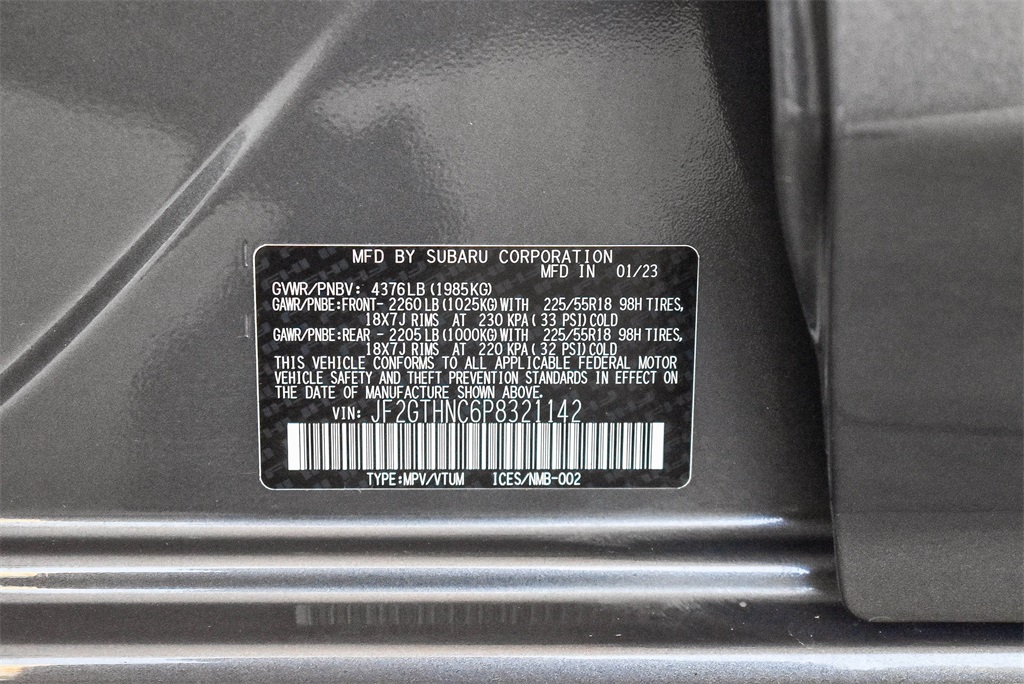 MFD BY SUBARU CORPORATION
MFD IN 01/23
GVWR/PNBV: 4376LB(1985KG)
GAWR/PNBE:FRONT- 2260LB(1025KG)WITH 225/55R18 98H TIRES,
18X7J RIMS AT 230 KPA( 33 PSI)COLD
GAWR/PNBE:REAR - 2205LB(1000KG)WITH 225/55R18 98H TIRES,
18X7J RIMS AT 220 KPA( 32 PSI)COLD
THIS VEHICLE CONFORMS TO ALL APPLICABLE FEDERAL MOTOR
VEHICLE SAFETY AND THEFT PREVENTION STANDARDS IN EFFECT ON
THE DATE OF MANUFACTURE SHOWN ABOVE.
VIN: JF2GTHNC6P8321142
TYPE:MPV/VTUM ICES/NMB-002